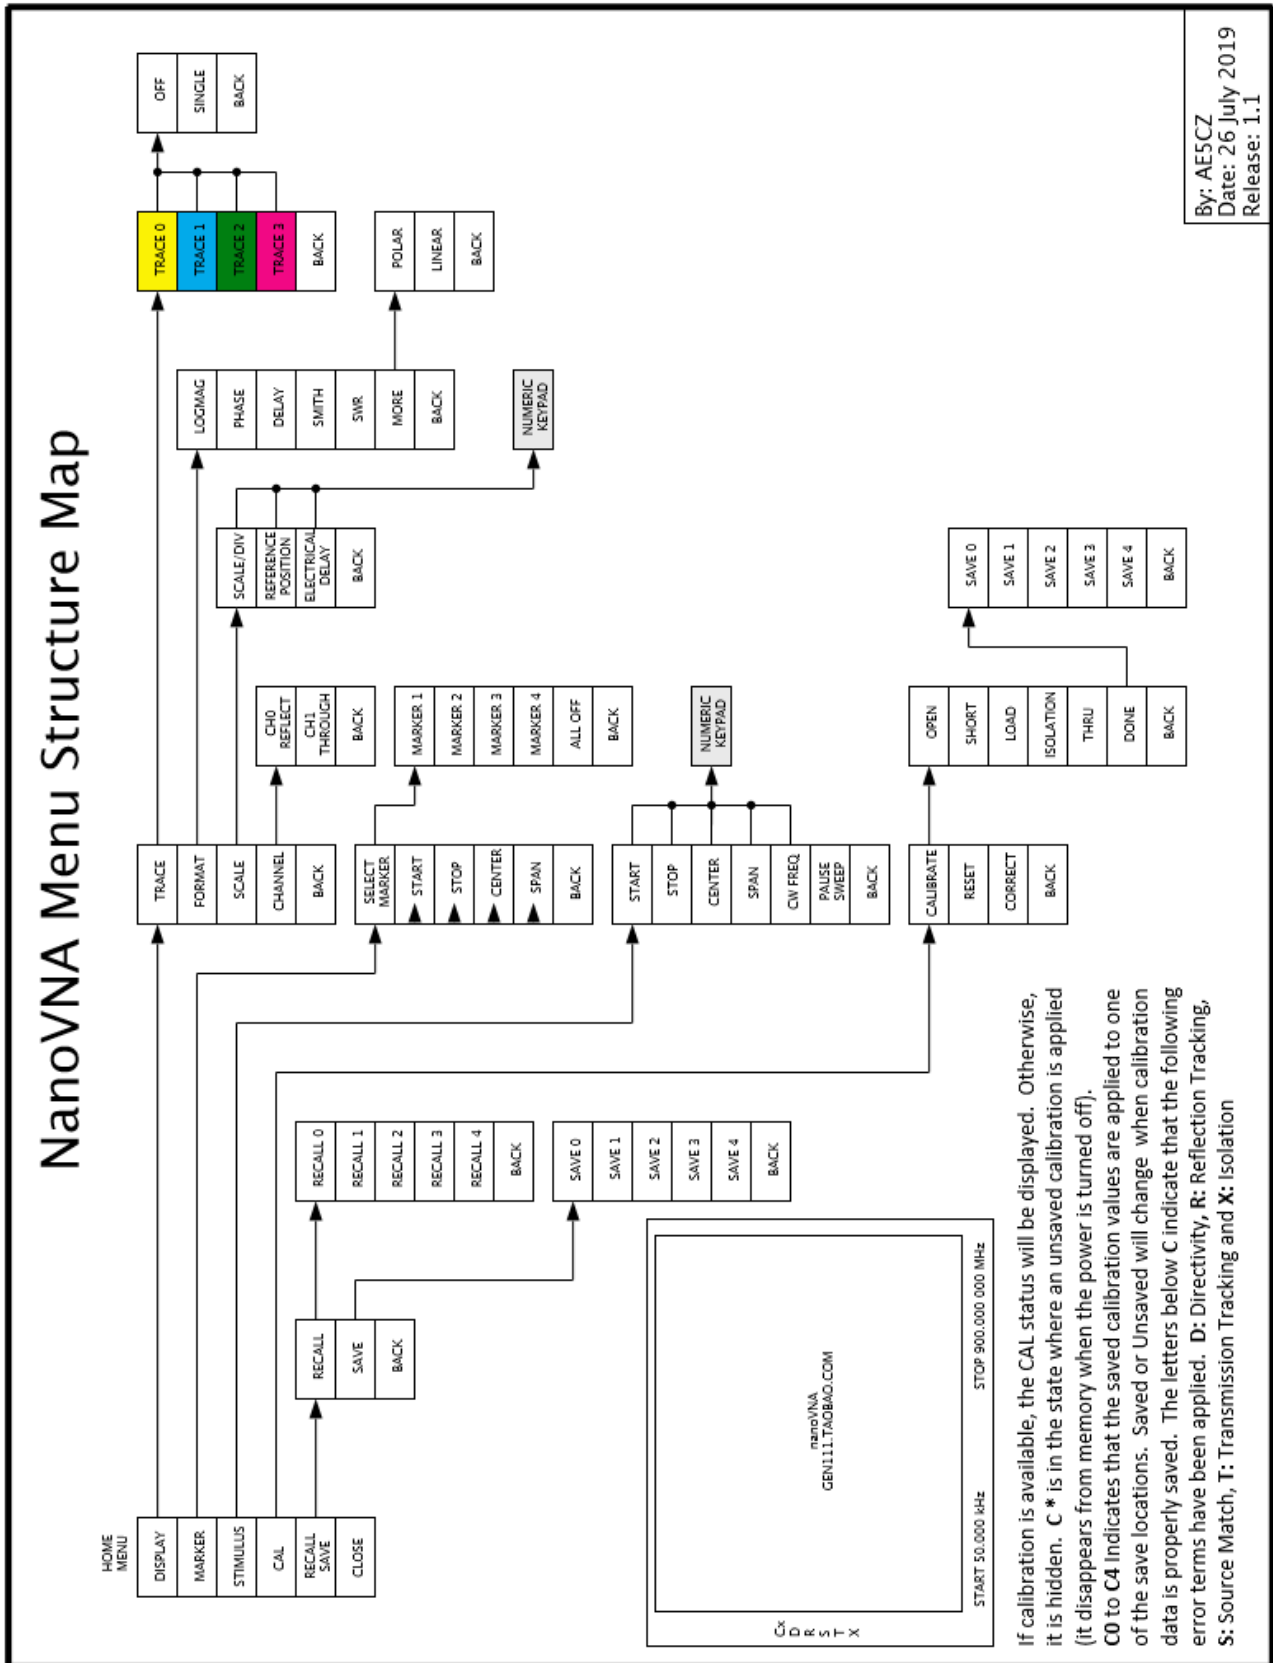 NanoVNA Menu Structure Map
HOME
MENU
DISPLAY
MARKER
STIMULUS
CAL
RECALL
SAVE
CLOSE
RECALL
SAVE
BACK
RECALL 0
RECALL 1
RECALL 2
RECALL 3
RECALL 4
BACK
SAVE 0
SAVE 1
SAVE 2
SAVE 3
SAVE 4
BACK
TRACE
FORMAT
SCALE
CHANNEL
BACK
SELECT
MARKER
START
STOP
CENTER
SPAN
BACK
START
STOP
CENTER
SPAN
CW FREQ
PAUSE
SWEEP
BACK
CALIBRATE
RESET
CORRECT
BACK
CH0
REFLECT
CH1
THROUGH
BACK
MARKER 1
MARKER 2
MARKER 3
MARKER 4
ALL OFF
BACK
NUMERIC
KEYPAD
OPEN
SHORT
LOAD
ISOLATION
THRU
DONE
BACK
SCALE/DIV
REFERENCE
POSITION
ELECTRICAL
DELAY
BACK
SAVE 0
SAVE 1
SAVE 2
SAVE 3
SAVE 4
BACK
LOGMAG
PHASE
DELAY
SMITH
SWR
MORE
BACK
NUMERIC
KEYPAD
TRACE 0
TRACE 1
TRACE 2
TRACE 3
BACK
POLAR
LINEAR
BACK
OFF
SINGLE
BACK
Cx
D
R
S
T
X
nanoVNA
GEN111.TAOBAO.COM
START 50.000 kHz STOP 900.000 000 MHz
If calibration is available, the CAL status will be displayed. Otherwise,
it is hidden. C * is in the state where an unsaved calibration is applied
(it disappears from memory when the power is turned off).
C0 to C4 Indicates that the saved calibration values are applied to one
of the save locations. Saved or Unsaved will change when calibration
data is properly saved. The letters below C indicate that the following
error terms have been applied. D: Directivity, R: Reflection Tracking,
S: Source Match, T: Transmission Tracking and X: Isolation
By: AE5CZ
Date: 26 July 2019
Release: 1.1